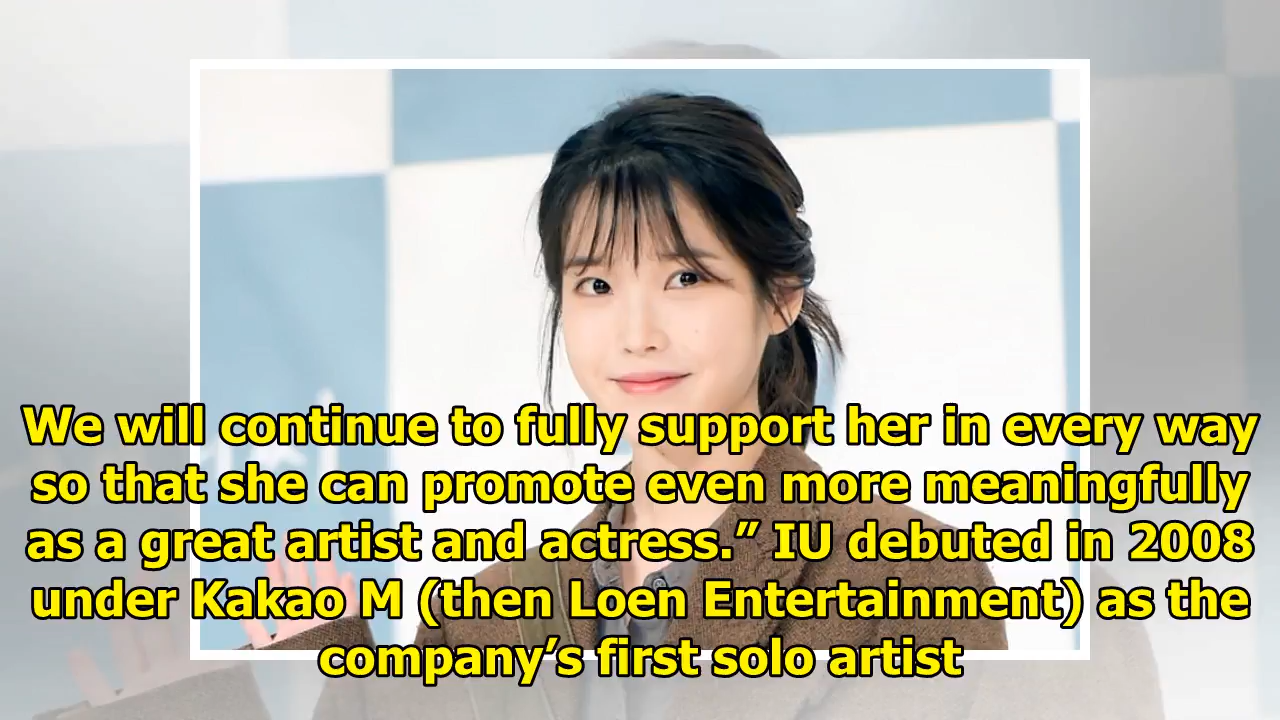 We will continue to fully support her in every way
so that she can promote even more meaningfully
as a great artist and actress.” IU debuted in 2008
under Kakao M (then Loen Entertainment) as the
company’s first solo artist